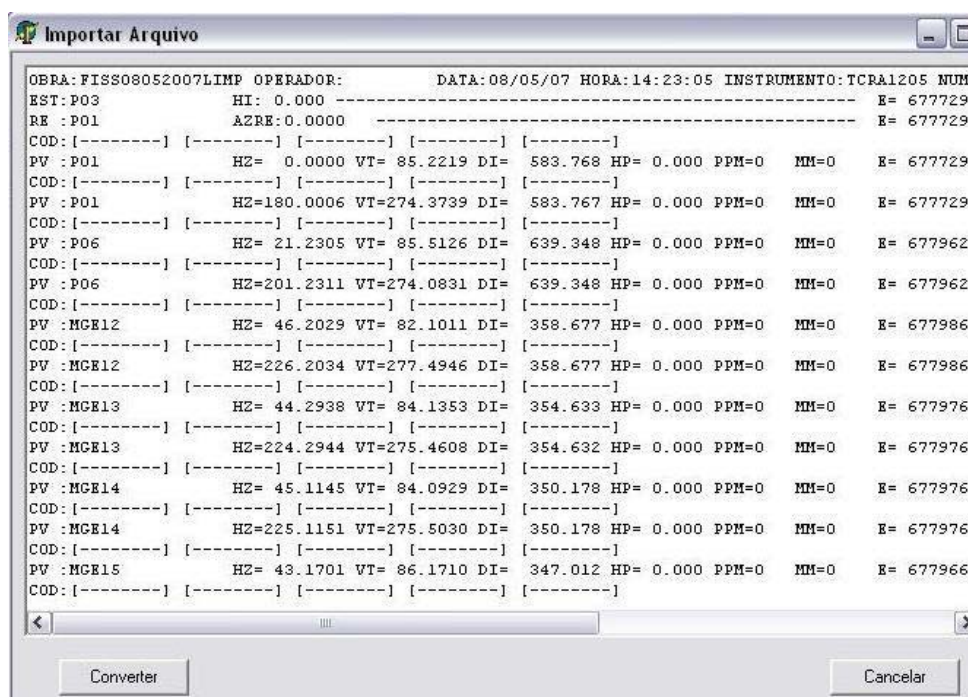 Importar Arquivo
OBRA:FISS08052007LIMP OPERADOR: DATA:08/05/07 HORA:14:23:05 INSTRUMENTO:TCRA1205 NUM
EST:P03 HI: 0.000 ------------------------------------------------------- E= 677729
RE :P01 AZRE:0.0000 --------------------------------------------------- E= 677729
COD:[--------] [--------] [--------] [--------] [--------]
PV :P01 HZ= 0.0000 VT= 85.2219 DI= 583.768 HP= 0.000 PPM=0 MM=0 E= 677729
COD:[--------] [--------] [--------] [--------] [--------]
PV :P01 HZ=180.0006 VT=274.3739 DI= 583.767 HP= 0.000 PPM=0 MM=0 E= 677729
COD:[--------] [--------] [--------] [--------] [--------]
PV :P06 HZ= 21.2305 VT= 85.5126 DI= 639.348 HP= 0.000 PPM=0 MM=0 E= 677962
COD:[--------] [--------] [--------] [--------] [--------]
PV :P06 HZ=201.2311 VT=274.0831 DI= 639.348 HP= 0.000 PPM=0 MM=0 E= 677962
COD:[--------] [--------] [--------] [--------] [--------]
PV :MGE12 HZ= 46.2029 VT= 82.1011 DI= 358.677 HP= 0.000 PPM=0 MM=0 E= 677986
COD:[--------] [--------] [--------] [--------] [--------]
PV :MGE12 HZ=226.2034 VT=277.4946 DI= 358.677 HP= 0.000 PPM=0 MM=0 E= 677986
COD:[--------] [--------] [--------] [--------] [--------]
PV :MGE13 HZ= 44.2938 VT= 84.1353 DI= 354.633 HP= 0.000 PPM=0 MM=0 E= 677976
COD:[--------] [--------] [--------] [--------] [--------]
PV :MGE13 HZ=224.2944 VT=275.4608 DI= 354.632 HP= 0.000 PPM=0 MM=0 E= 677976
COD:[--------] [--------] [--------] [--------] [--------]
PV :MGE14 HZ= 45.1145 VT= 84.0929 DI= 350.178 HP= 0.000 PPM=0 MM=0 E= 677976
COD:[--------] [--------] [--------] [--------] [--------]
PV :MGE14 HZ=225.1151 VT=275.5030 DI= 350.178 HP= 0.000 PPM=0 MM=0 E= 677976
COD:[--------] [--------] [--------] [--------] [--------]
PV :MGE15 HZ= 43.1701 VT= 86.1710 DI= 347.012 HP= 0.000 PPM=0 MM=0 E= 677966
COD:[--------] [--------] [--------] [--------] [--------]
Converter Cancelar